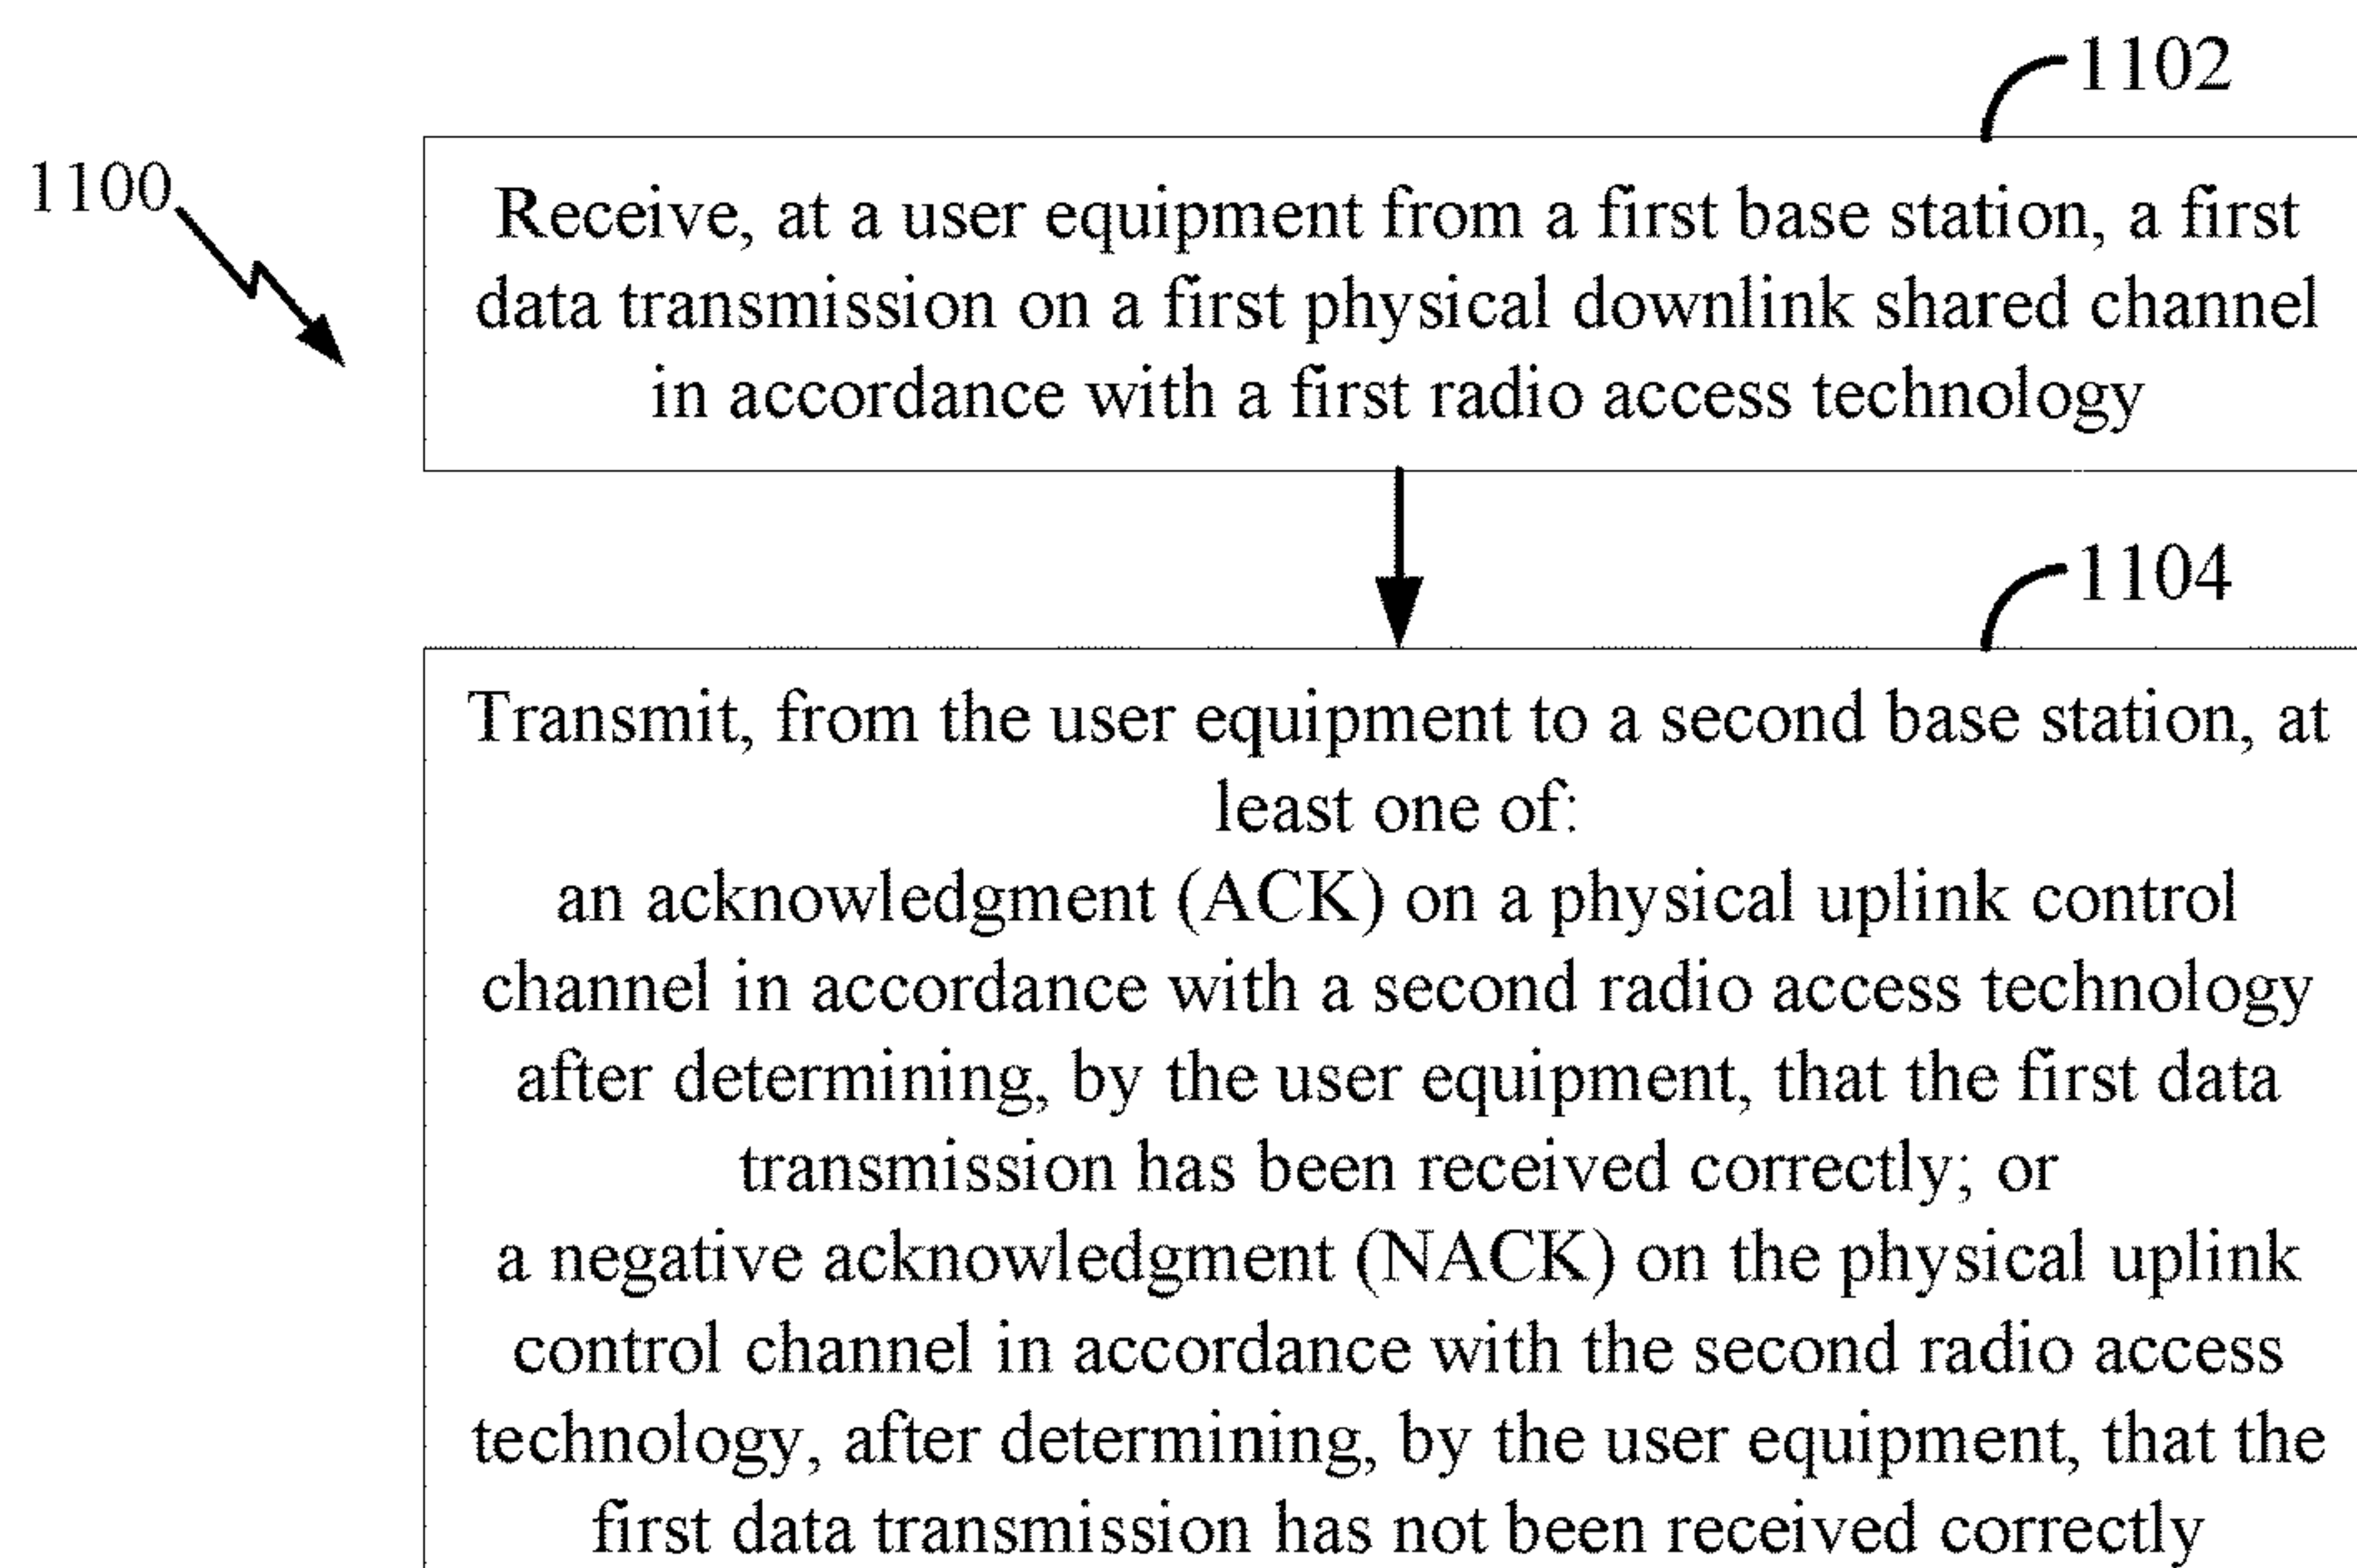 1102
1100
Receive, at a user equipment from a first base station, a first
data transmission on a first physical downlink shared channel
in accordance with a first radio access technology
1104
Transmit, from the user equipment to a second base station, at
least one of:
an acknowledgment (ACK) on a physical uplink control
channel in accordance with a second radio access technology
after determining, by the user equipment, that the first data
transmission has been received correctly; or
a negative acknowledgment (NACK) on the physical uplink
control channel in accordance with the second radio access
technology, after determining, by the user equipment, that the
first data transmission has not been received correctly